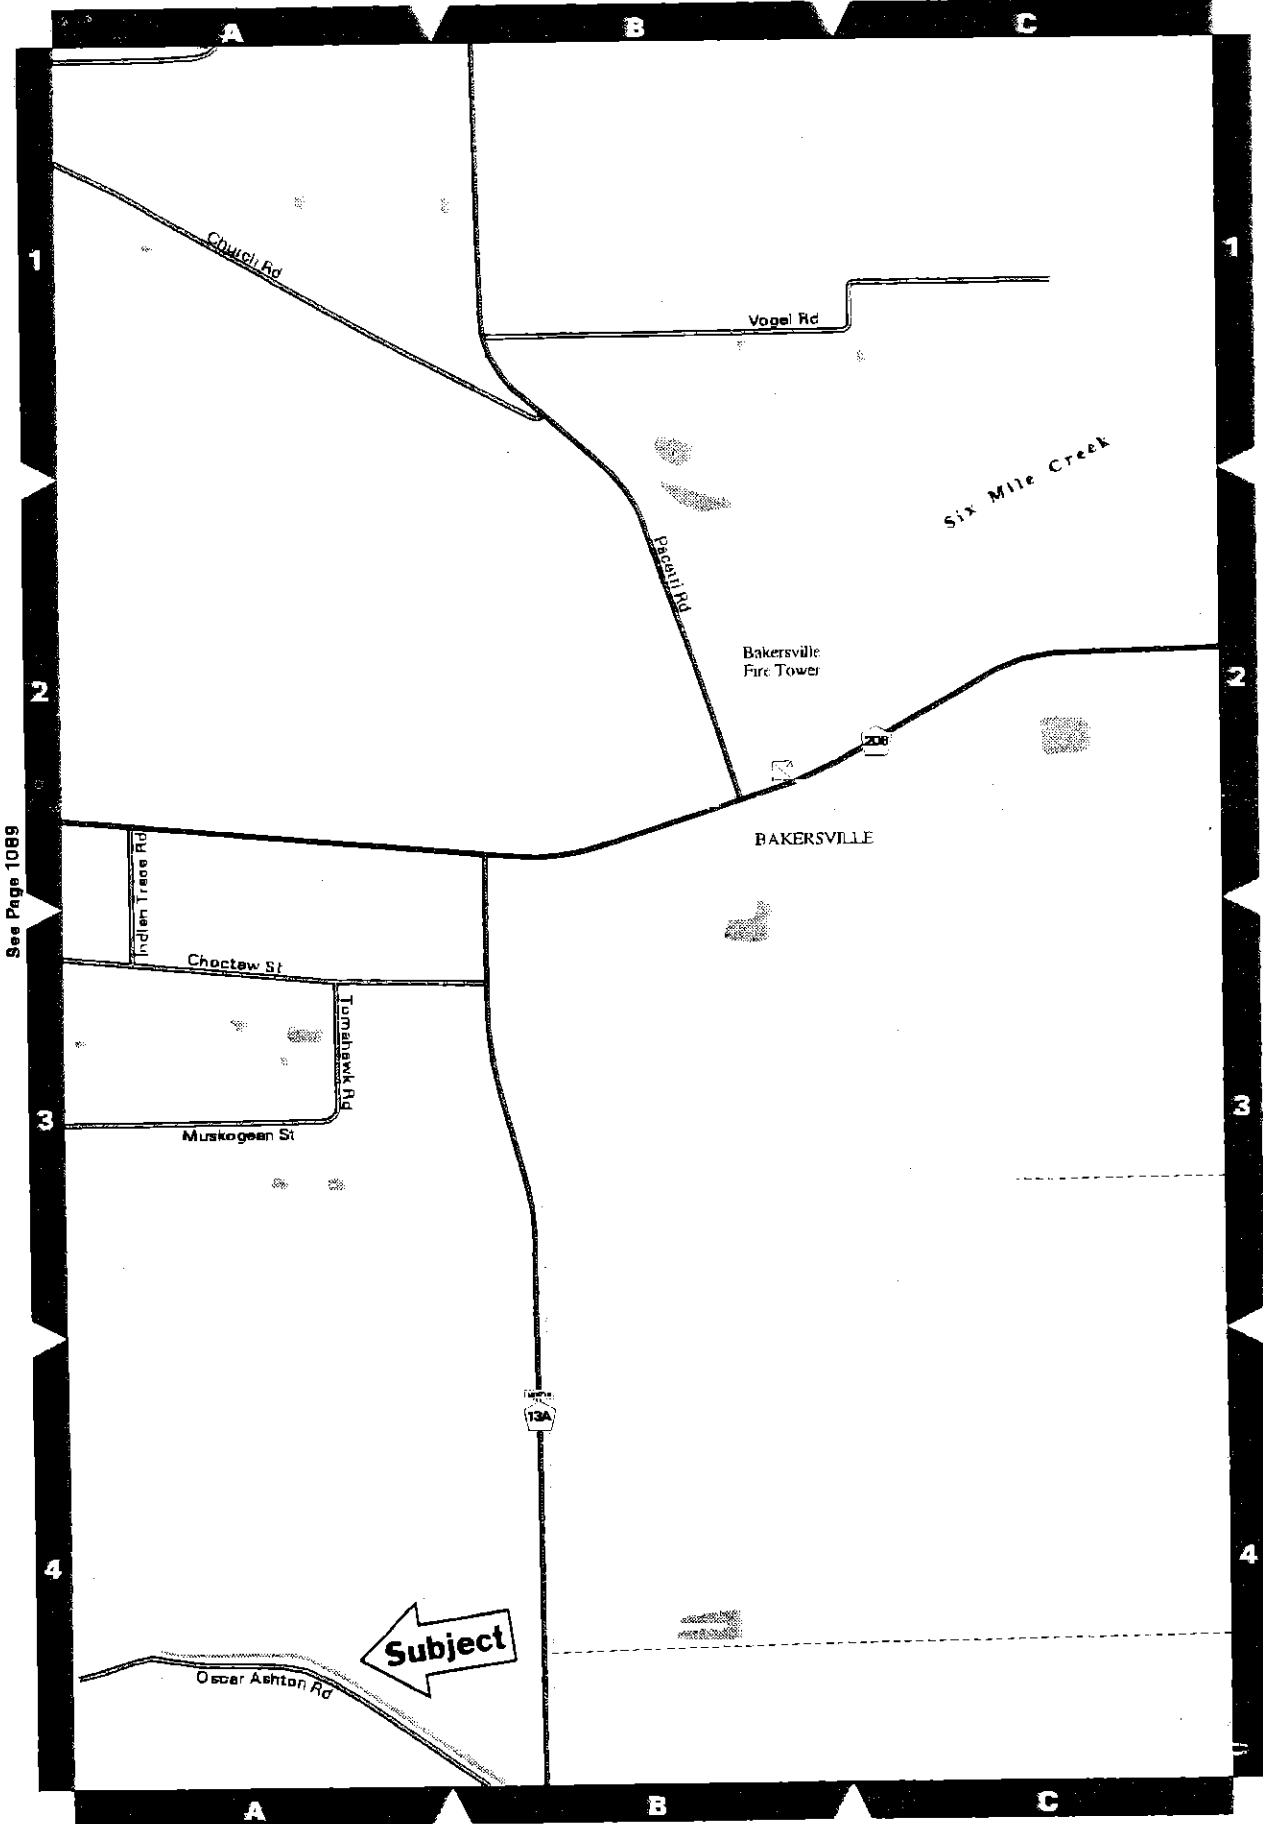 A
B
C
1
1
Church Rd
Vogel Rd
Six Mile Creek
Pacetti Rd
Bakersville
Fire Tower
2
2
208
BAKERSVILLE
See Page 1089
Indian Trace Rd
Choctaw St
Tomahawk Rd
3
3
Muskogean St
13A
4
4
Subject
Oscar Ashton Rd
A
B
C